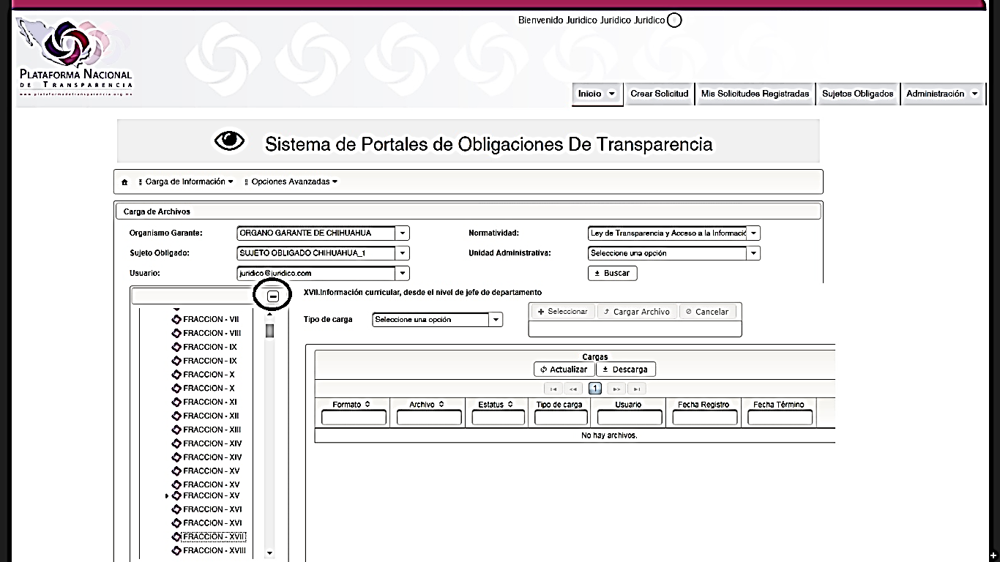 Bienvenido Juridico Juridico Juridico
PLATAFORMA NACIONAL
DE TRANSPARENCIA
www.plataformadetransparencia.org.mx
Inicio
Crear Solicitud
Mis Solicitudes Registradas
Sujetos Obligados
Administración
Sistema de Portales de Obligaciones De Transparencia
Carga de Información
Opciones Avanzadas
Carga de Archivos
Organismo Garante: ORGANO GARANTE DE CHIHUAHUA
Normatividad: Ley de Transparencia y Acceso a la Informació
Sujeto Obligado: SUJETO OBLIGADO CHIHUAHUA_1
Unidad Administrativa: Seleccione una opción
Usuario: juridico@juridico.com
Buscar
XVII.Información curricular, desde el nivel de jefe de departamento
Tipo de carga Seleccione una opción
Seleccionar Cargar Archivo Cancelar
FRACCION - VII
FRACCION - VIII
FRACCION - IX
FRACCION - IX
FRACCION - X
FRACCION - X
FRACCION - XI
FRACCION - XII
FRACCION - XIII
FRACCION - XIV
FRACCION - XIV
FRACCION - XV
FRACCION - XV
FRACCION - XV
FRACCION - XVI
FRACCION - XVI
FRACCION - XVII
FRACCION - XVIII
Cargas
Actualizar Descarga
1
Formato Archivo Estatus Tipo de carga Usuario Fecha Registro Fecha Término
No hay archivos.